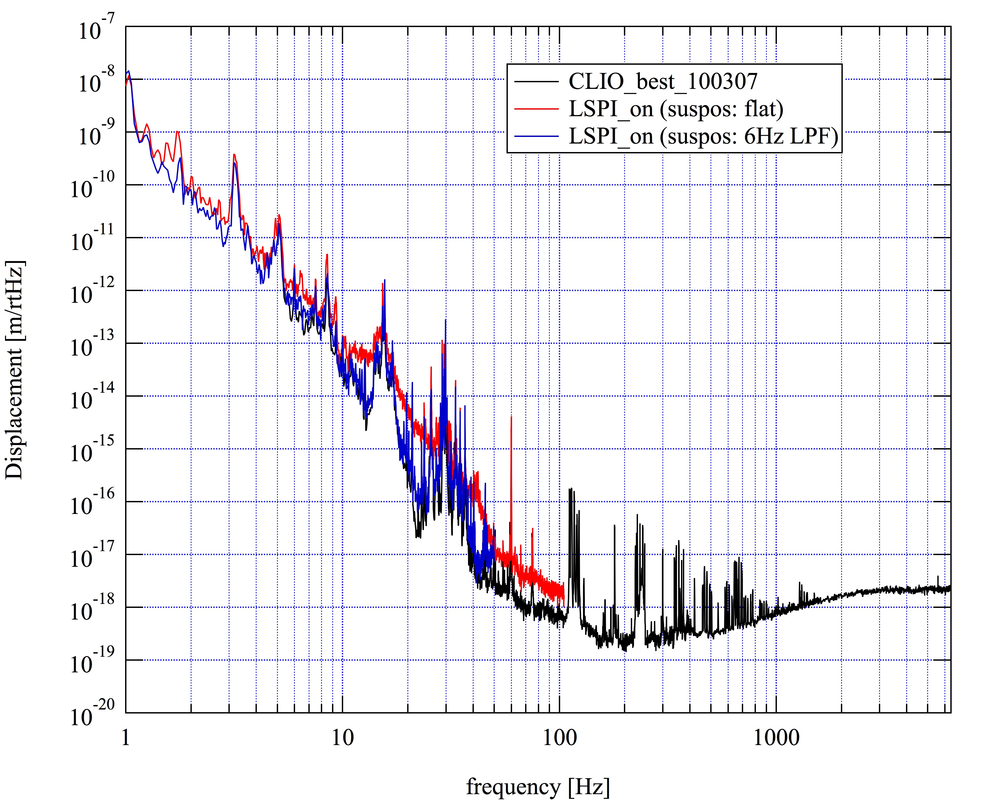 10-7
10-8
10-9
10-10
10-11
10-12
10-13
10-14
10-15
10-16
10-17
10-18
10-19
10-20
Displacement [m/rtHz]
CLIO_best_100307
LSPI_on (suspos: flat)
LSPI_on (suspos: 6Hz LPF)
1 10 100 1000
frequency [Hz]